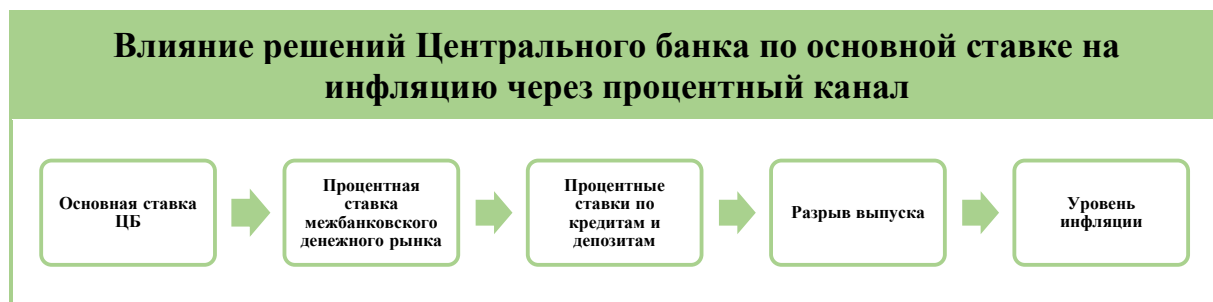 Влияние решений Центрального банка по основной ставке на
инфляцию через процентный канал
Основная ставка
ЦБ
Процентная
ставка
межбанковского
денежного рынка
Процентные
ставки по
кредитам и
депозитам
Разрыв выпуска
Уровень
инфляции